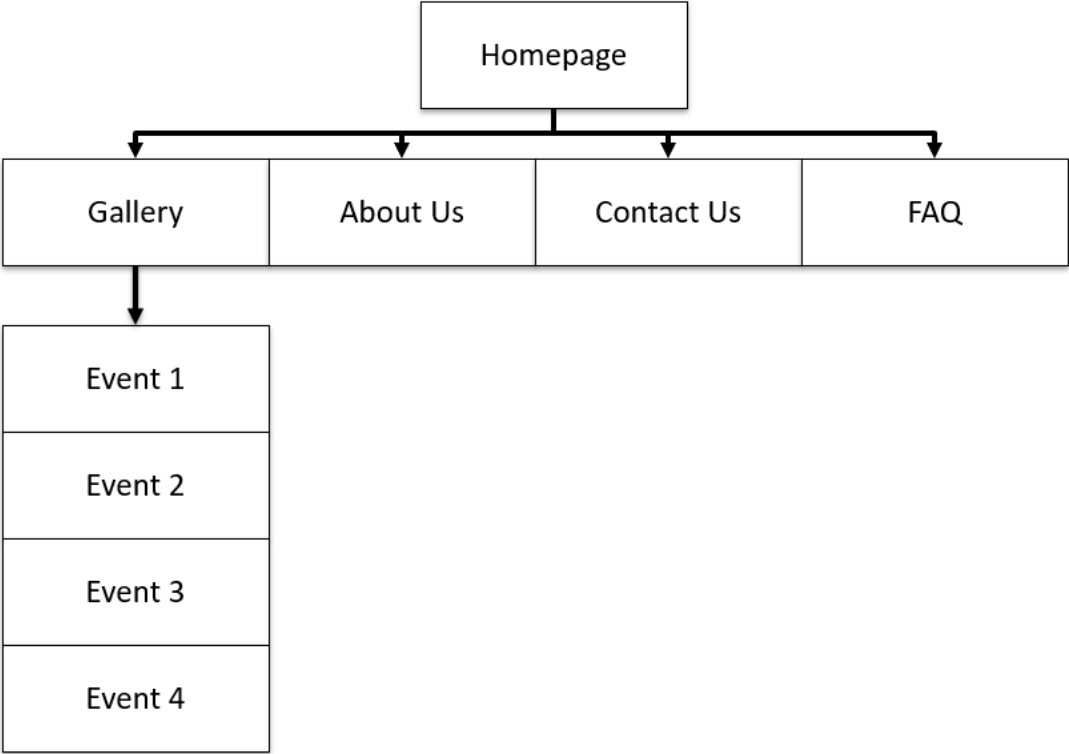 Homepage
Gallery
About Us
Contact Us
FAQ
Event 1
Event 2
Event 3
Event 4